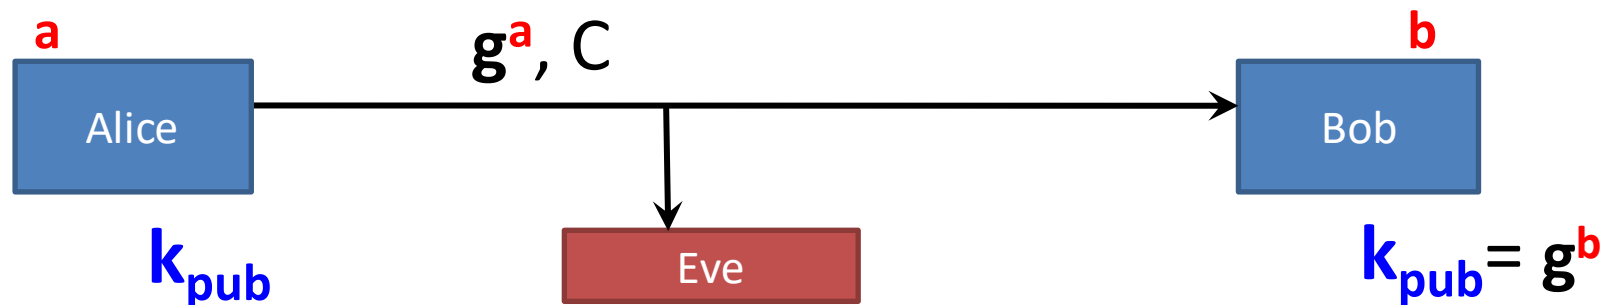 a
g^a, C
b
Alice
Bob
k_pub
Eve
k_pub = g^b